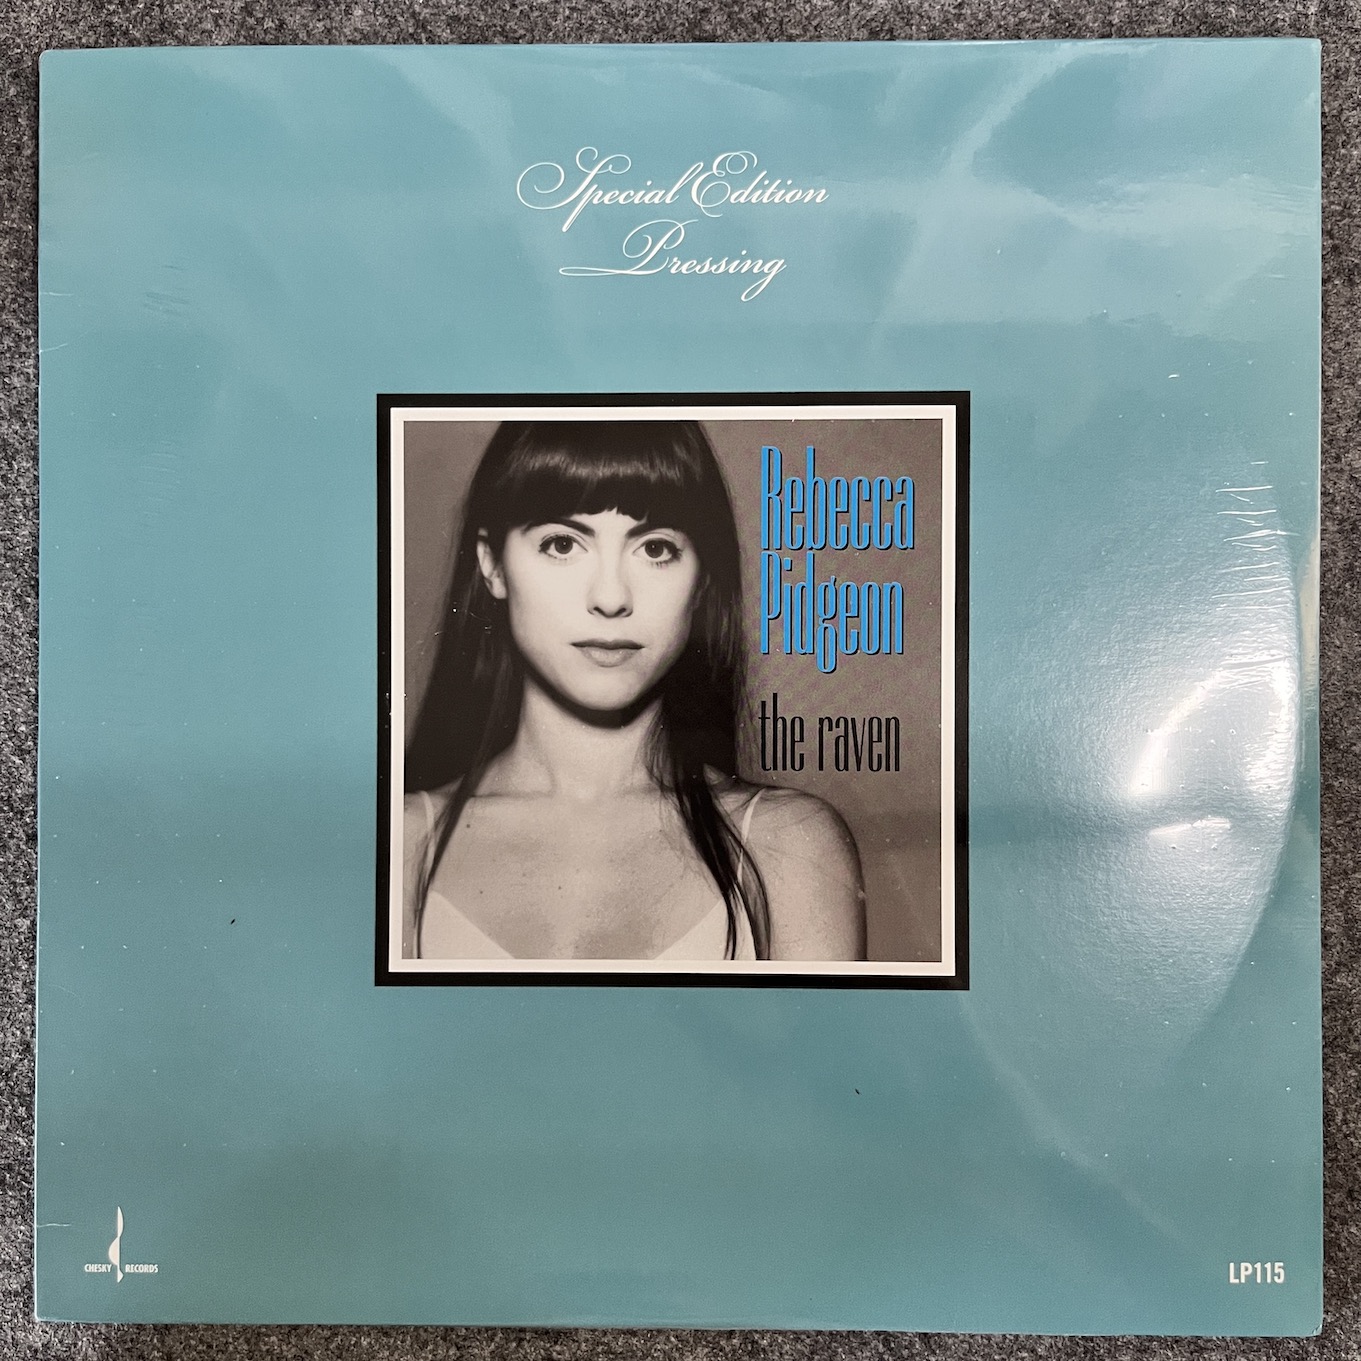 Special Edition
Pressing
Rebecca
Pidgeon
the raven
CHESKY RECORDS
LP115